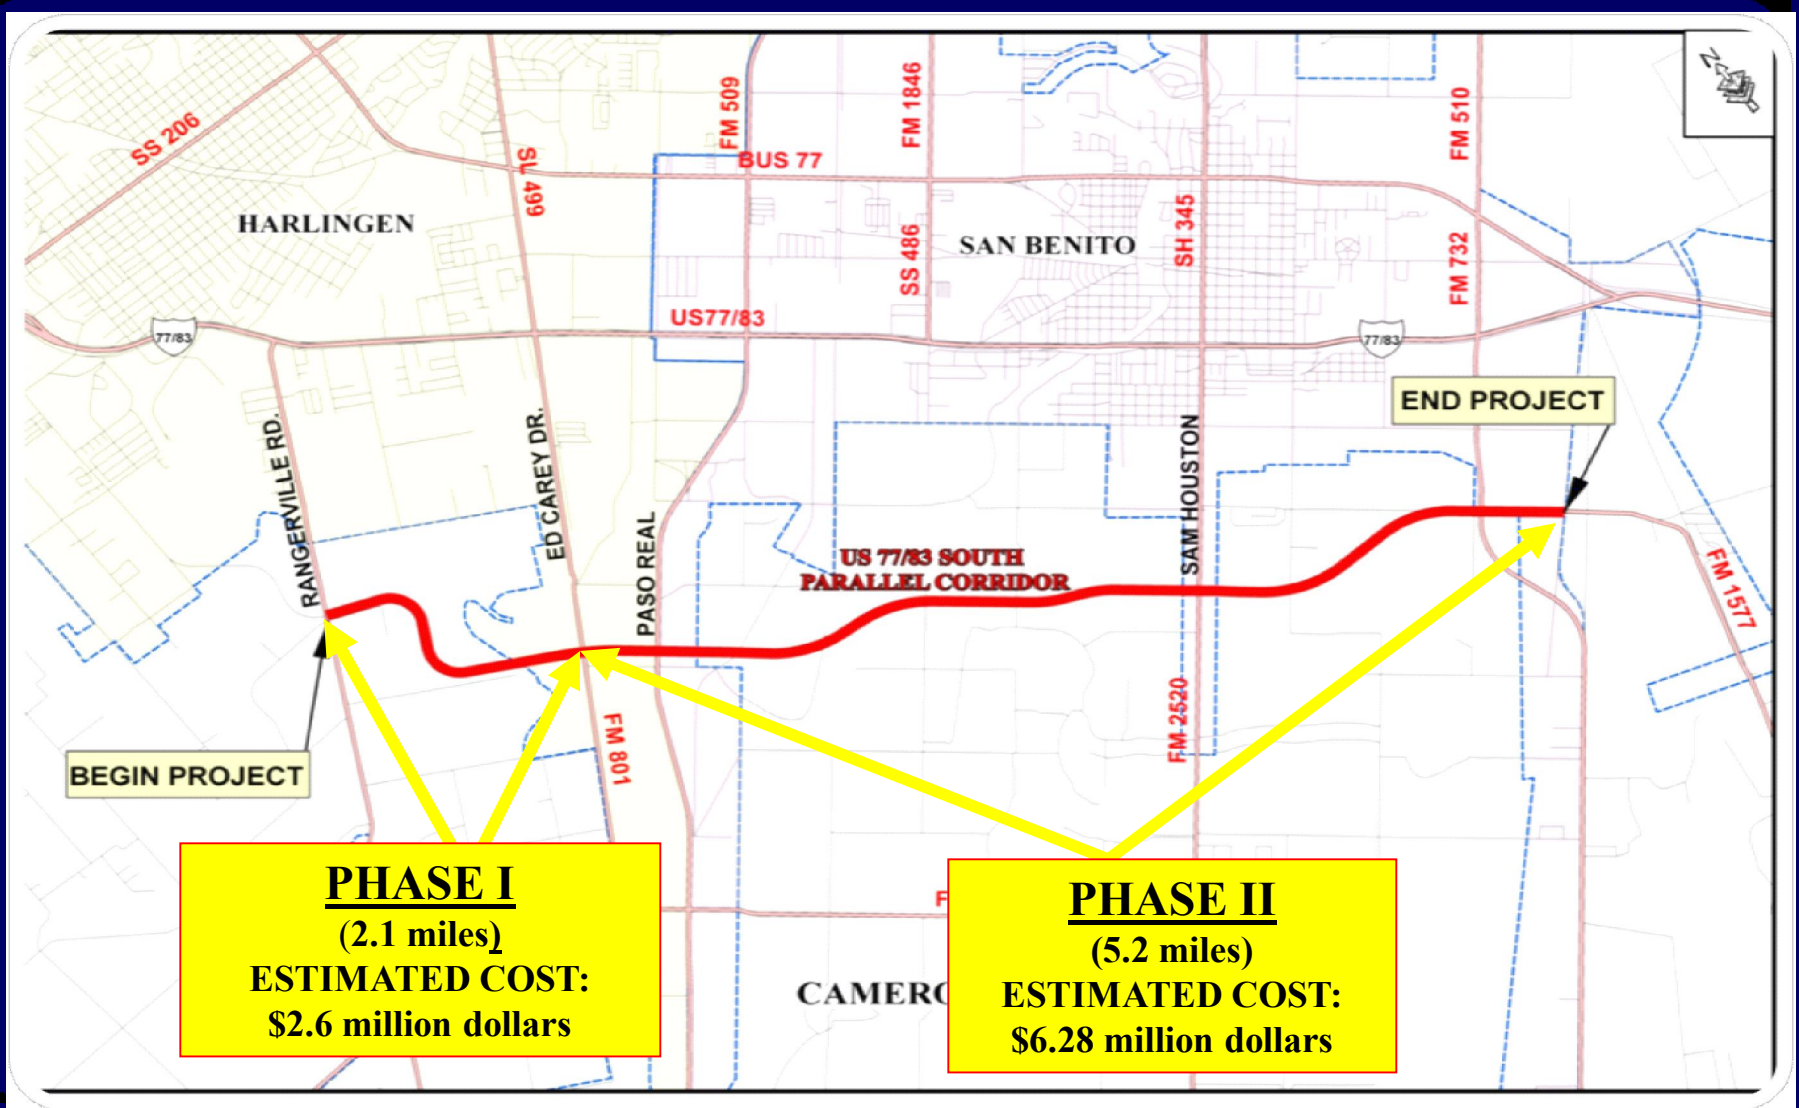 N
SS 206
SL 499
FM 509
FM 1846
FM 510
BUS 77
HARLINGEN
SS 486
SAN BENITO
SH 345
FM 732
US77/83
77/83
77/83
END PROJECT
RANGERVILLE RD.
ED CAREY DR.
PASO REAL
SAM HOUSTON
US 77/83 SOUTH
PARALLEL CORRIDOR
FM 1577
FM 2520
FM 801
BEGIN PROJECT
PHASE I
(2.1 miles)
ESTIMATED COST:
$2.6 million dollars
F
PHASE II
(5.2 miles)
ESTIMATED COST:
$6.28 million dollars
CAMERO